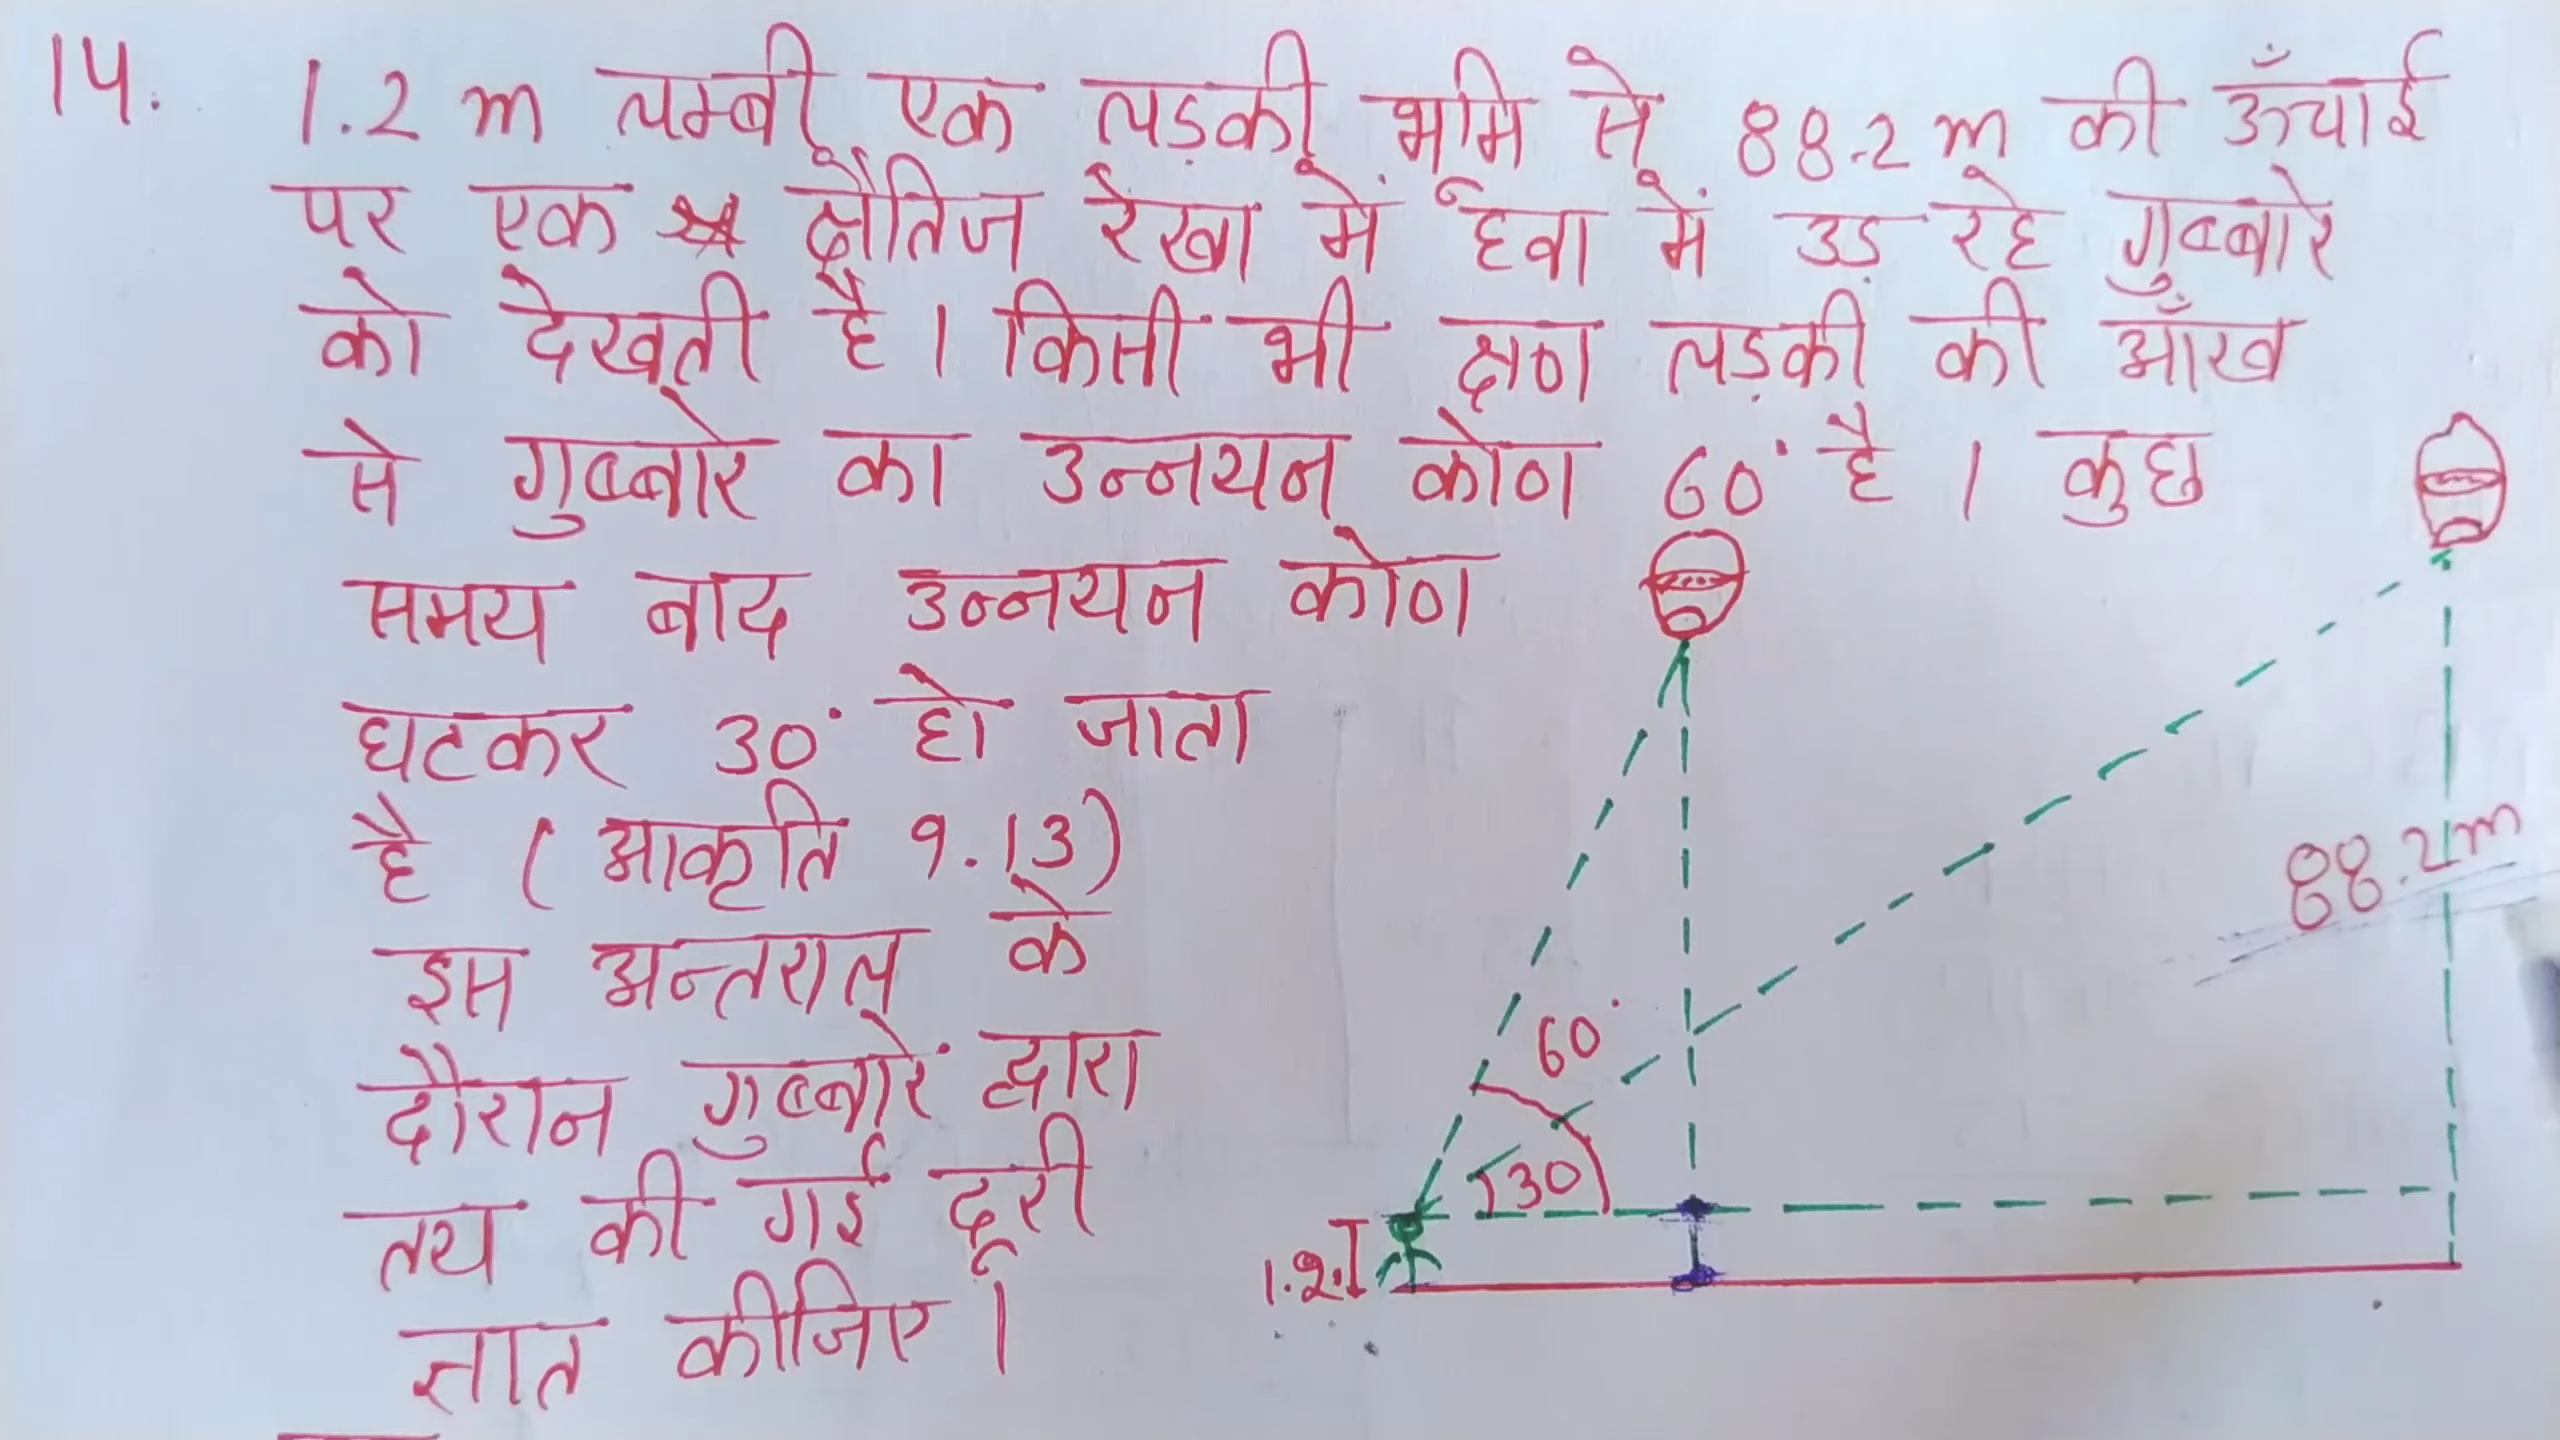 14. 1.2 m लम्बी एक लड़की भूमि से 88.2 m की ऊँचाई
पर एक क्षैतिज रेखा में हवा में उड़ रहे गुब्बारे
को देखती है। किसी भी क्षण लड़की की आँख
से गुब्बारे का उन्नयन कोण 60° है। कुछ
समय बाद उन्नयन कोण
घटकर 30° हो जाता
है (आकृति 9.13)
इस अन्तराल के
दौरान गुब्बारें द्वारा
तय की गई दूरी
ज्ञात कीजिए।
88.2m
60°
30
1.2